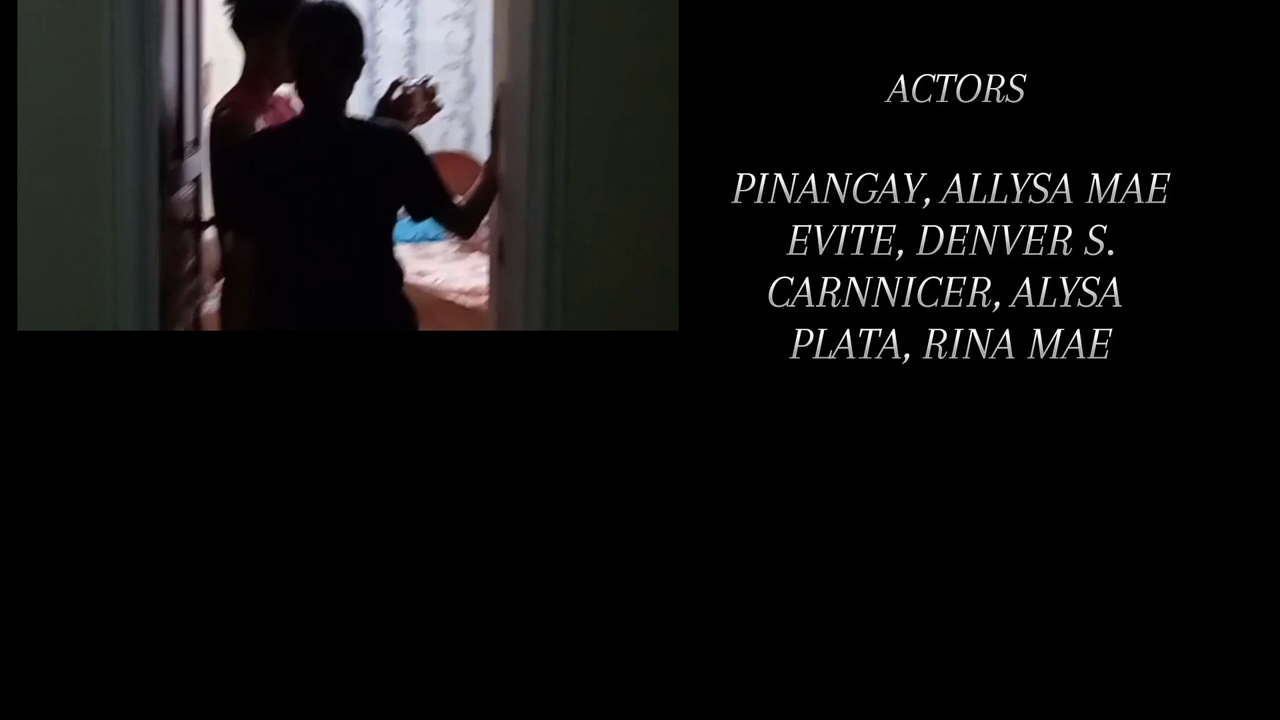 ACTORS
PINANGAY, ALLYSA MAE
EVITE, DENVER S.
CARNNICER, ALYSA
PLATA, RINA MAE